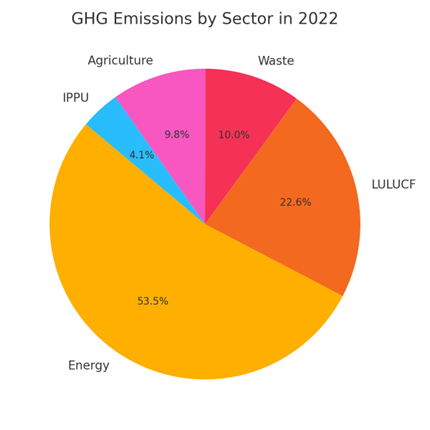 GHG Emissions by Sector in 2022
Agriculture
Waste
IPPU
9.8%
10.0%
4.1%
LULUCF
22.6%
53.5%
Energy